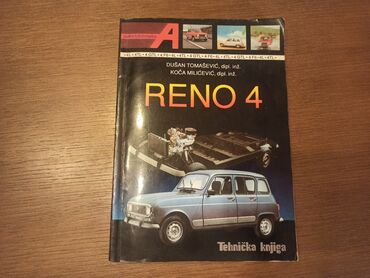 A
DUŠAN TOMAŠEVIĆ, dipl. inž.
KOČA MILIĆEVIĆ, dipl. inž.
RENO 4
Tehnička knjiga